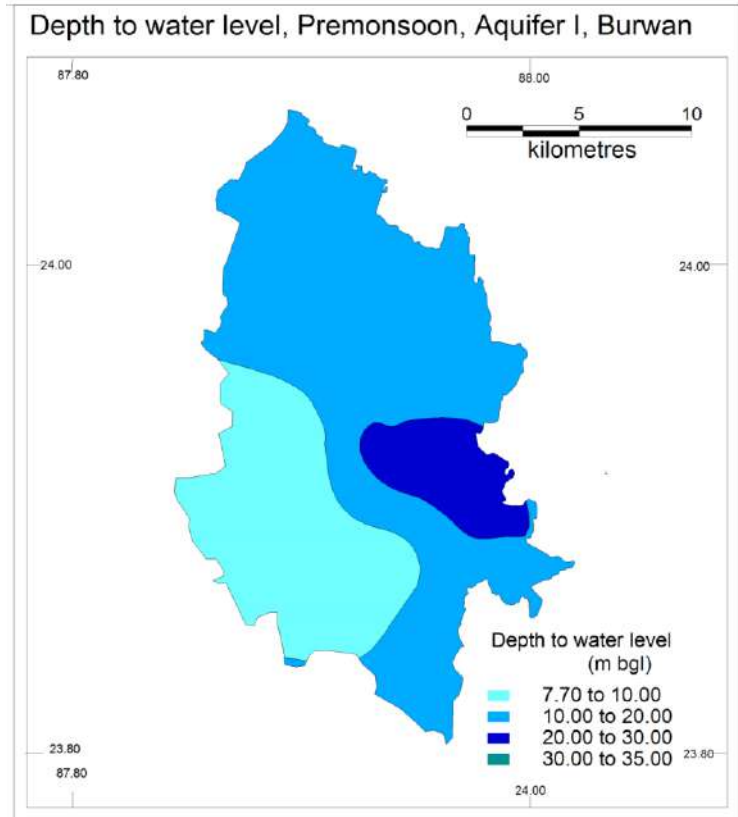 Depth to water level, Premonsoon, Aquifer I, Burwan
87.80 88.00
0 5 10
kilometres
24.00 24.00
Depth to water level
(m bgl)
7.70 to 10.00
10.00 to 20.00
20.00 to 30.00
30.00 to 35.00
23.80 23.80
87.80 24.00